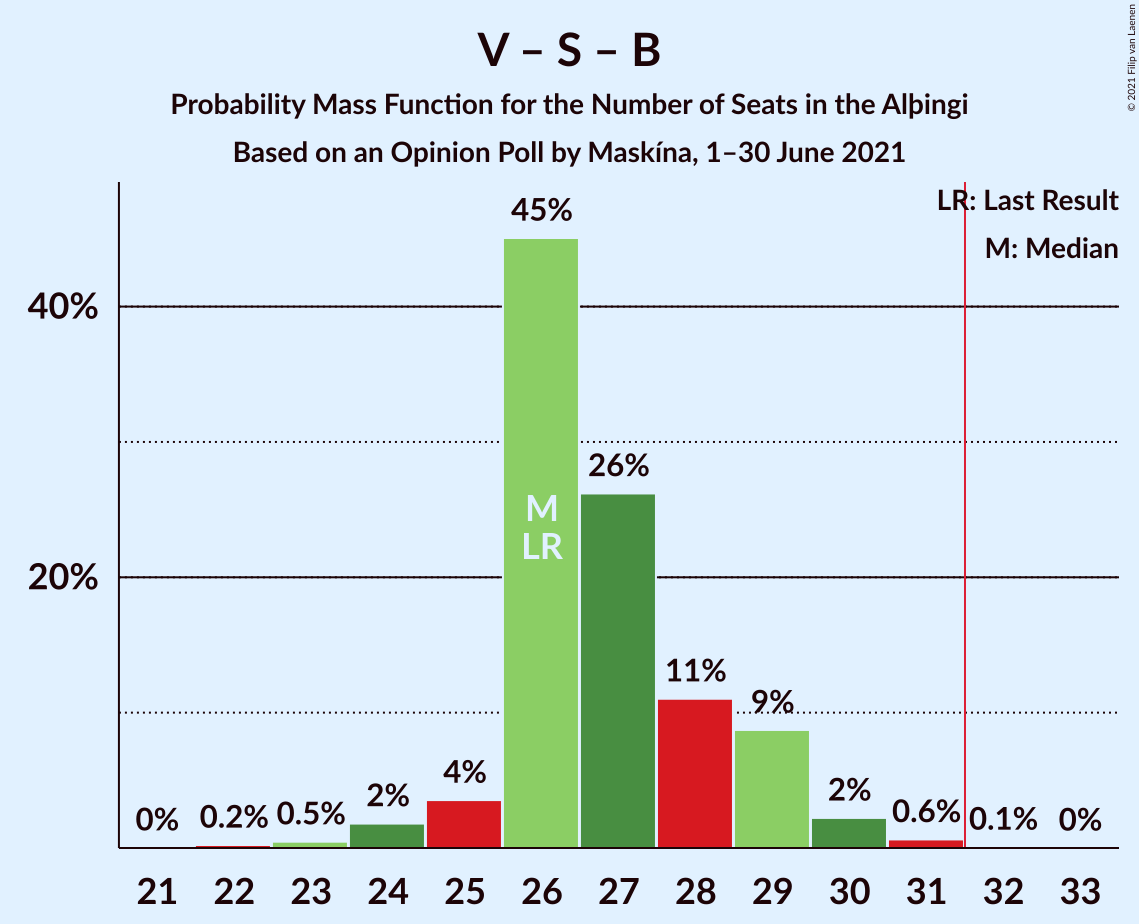 V – S – B
Probability Mass Function for the Number of Seats in the Alþingi
Based on an Opinion Poll by Maskína, 1–30 June 2021
© 2021 Filip van Laenen
LR: Last Result
M: Median
40%
20%
0%
0.2%
0.5%
2%
4%
45%
26%
11%
9%
2%
0.6%
0.1%
0%
M
LR
21 22 23 24 25 26 27 28 29 30 31 32 33